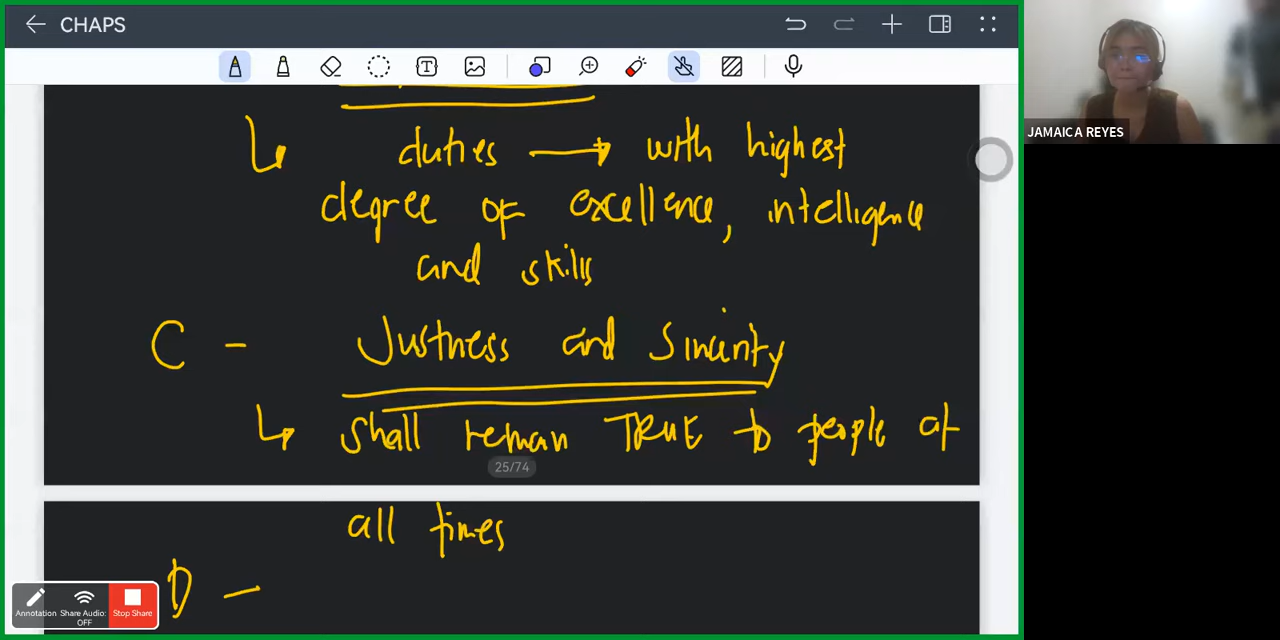 CHAPS
JAMAICA REYES
duties → with highest
degree of excellence, intelligence
and skills
C - Justness and Sincerity
↳ Shall remain TRUE to people at
25/74
all times
D -
Annotation
Share Audio:
OFF
Stop Share